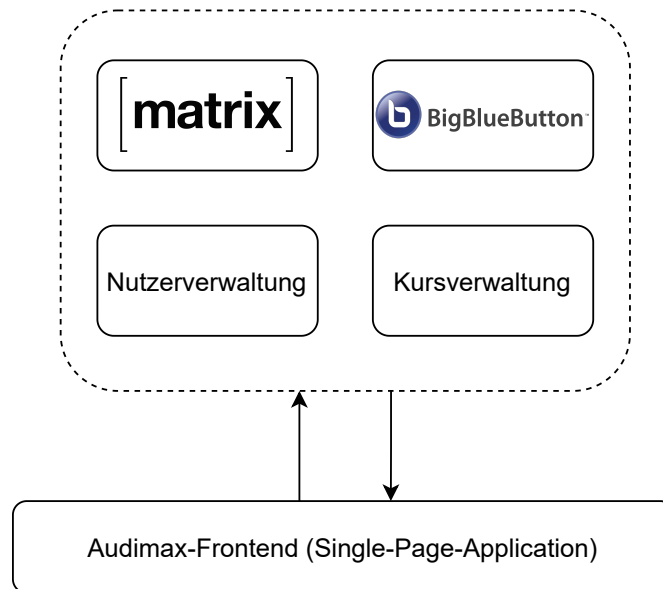 [matrix]
BigBlueButton
Nutzerverwaltung
Kursverwaltung
Audimax-Frontend (Single-Page-Application)